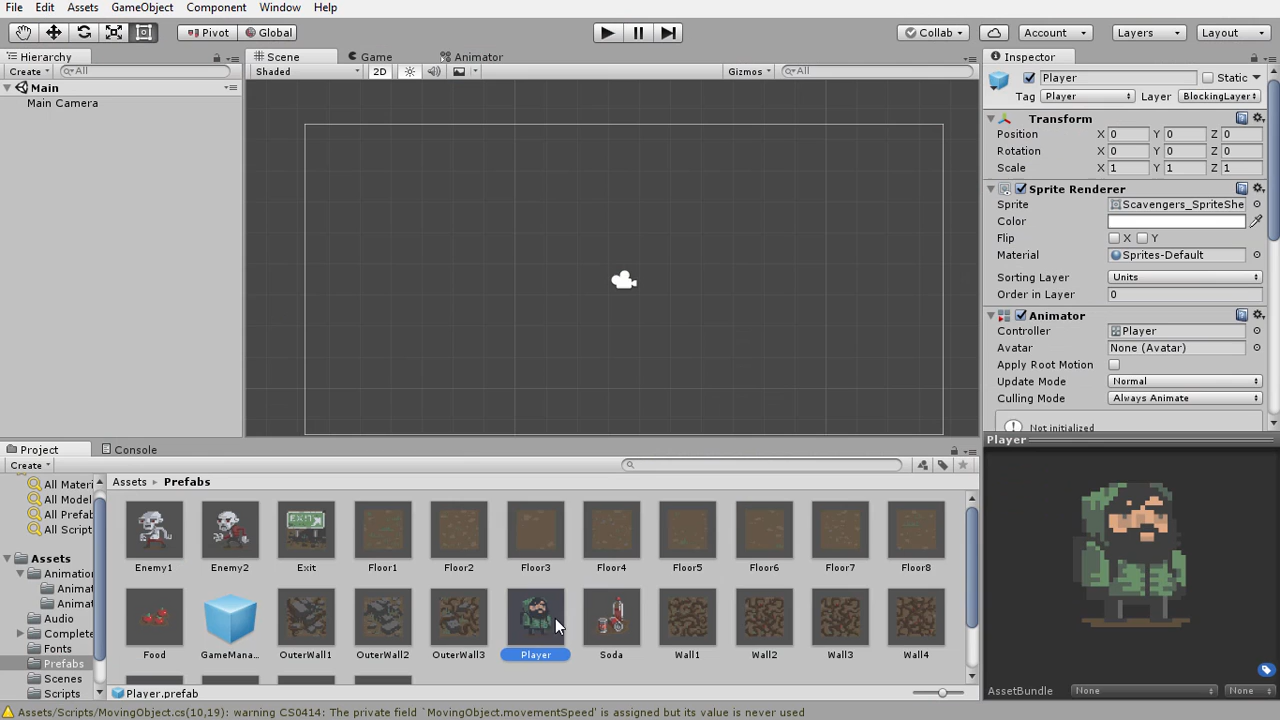 File Edit Assets GameObject Component Window Help
Pivot Global Collab Account Layers Layout
Hierarchy Scene Game Animator Inspector
Create All Shaded 2D Gizmos All
Player Static
Main
Main Camera
Tag Player Layer BlockingLayer
Transform
Position X 0 Y 0 Z 0
Rotation X 0 Y 0 Z 0
Scale X 1 Y 1 Z 1
Sprite Renderer
Sprite Scavengers_SpriteShe
Color
Flip X Y
Material Sprites-Default
Sorting Layer Units
Order in Layer 0
Animator
Controller Player
Avatar None (Avatar)
Apply Root Motion
Update Mode Normal
Culling Mode Always Animate
Not initialized
Player
Project Console
Create
All Materi
All Model
All Prefab
All Script
Assets
Animation
Animat
Animat
Audio
Complete
Fonts
Prefabs
Scenes
Scripts
Assets Prefabs
EXIT
Enemy1 Enemy2 Exit Floor1 Floor2 Floor3 Floor4 Floor5 Floor6 Floor7 Floor8
Food GameMana... OuterWall1 OuterWall2 OuterWall3 Player Soda Wall1 Wall2 Wall3 Wall4
Player.prefab
AssetBundle None None
Assets/Scripts/MovingObject.cs(10,19): warning CS0414: The private field `MovingObject.movementSpeed' is assigned but its value is never used